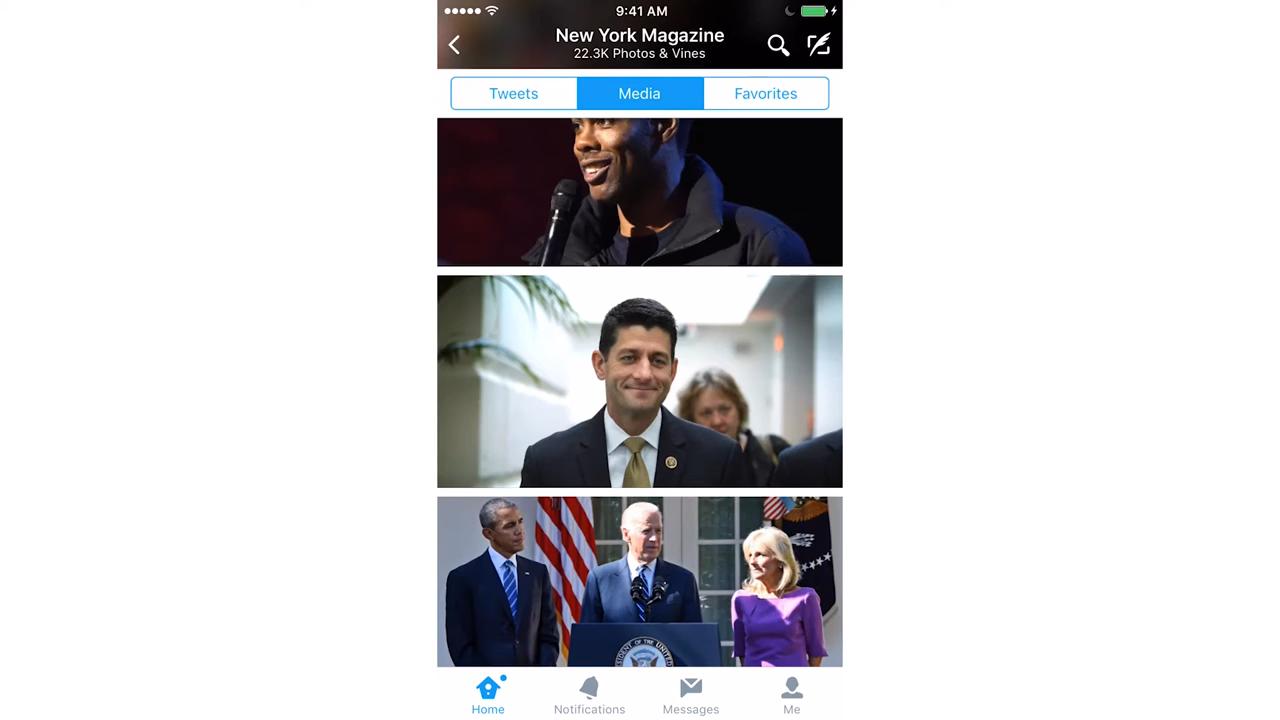 9:41 AM
New York Magazine
22.3K Photos & Vines
Tweets Media Favorites
Home Notifications Messages Me